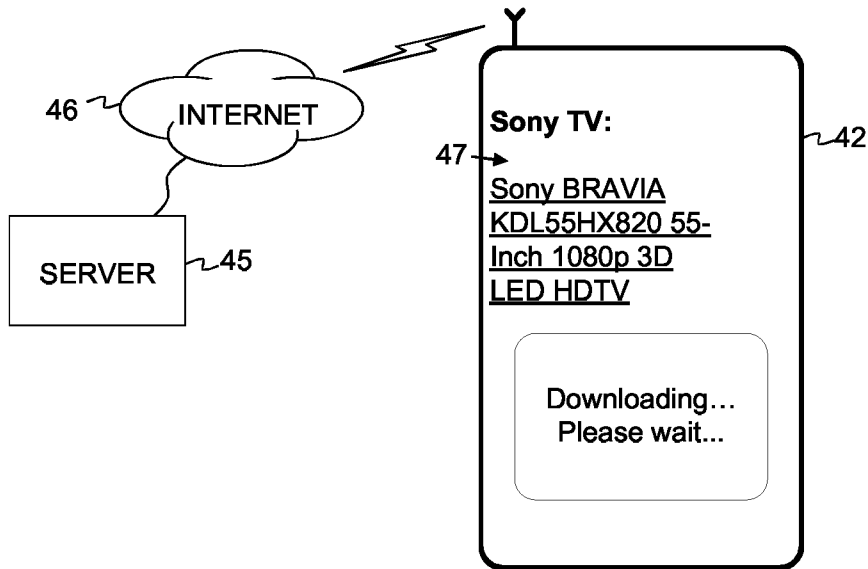 46
INTERNET
SERVER
45
42
Sony TV:
47
Sony BRAVIA
KDL55HX820 55-
Inch 1080p 3D
LED HDTV
Downloading…
Please wait...